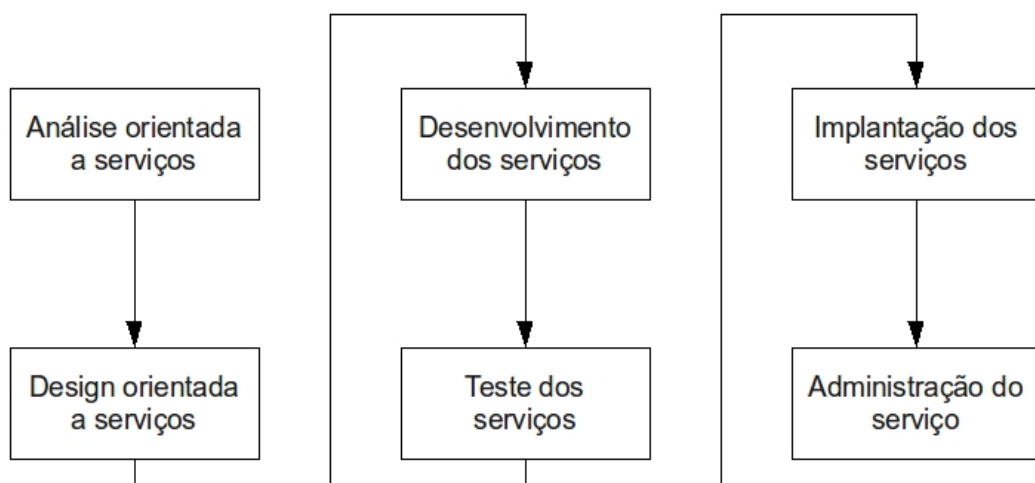 Análise orientada
a serviços
Design orientada
a serviços
Desenvolvimento
dos serviços
Teste dos
serviços
Implantação dos
serviços
Administração do
serviço